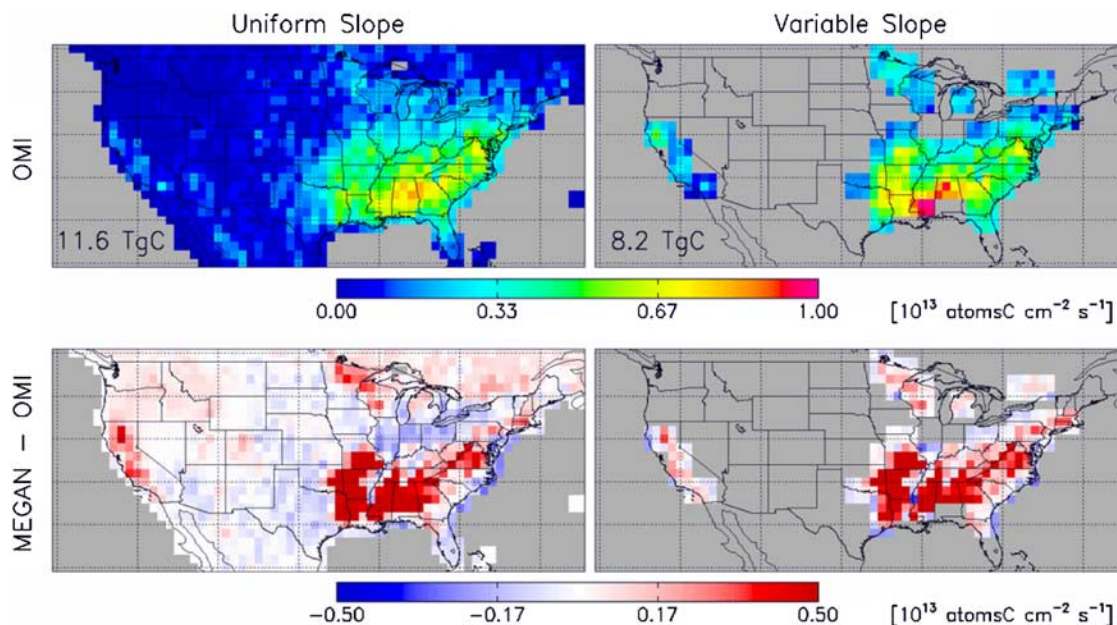 Uniform Slope
Variable Slope
OMI
11.6 TgC
8.2 TgC
0.00 0.33 0.67 1.00 [10¹³ atomsC cm⁻² s⁻¹]
MEGAN – OMI
−0.50 −0.17 0.17 0.50 [10¹³ atomsC cm⁻² s⁻¹]